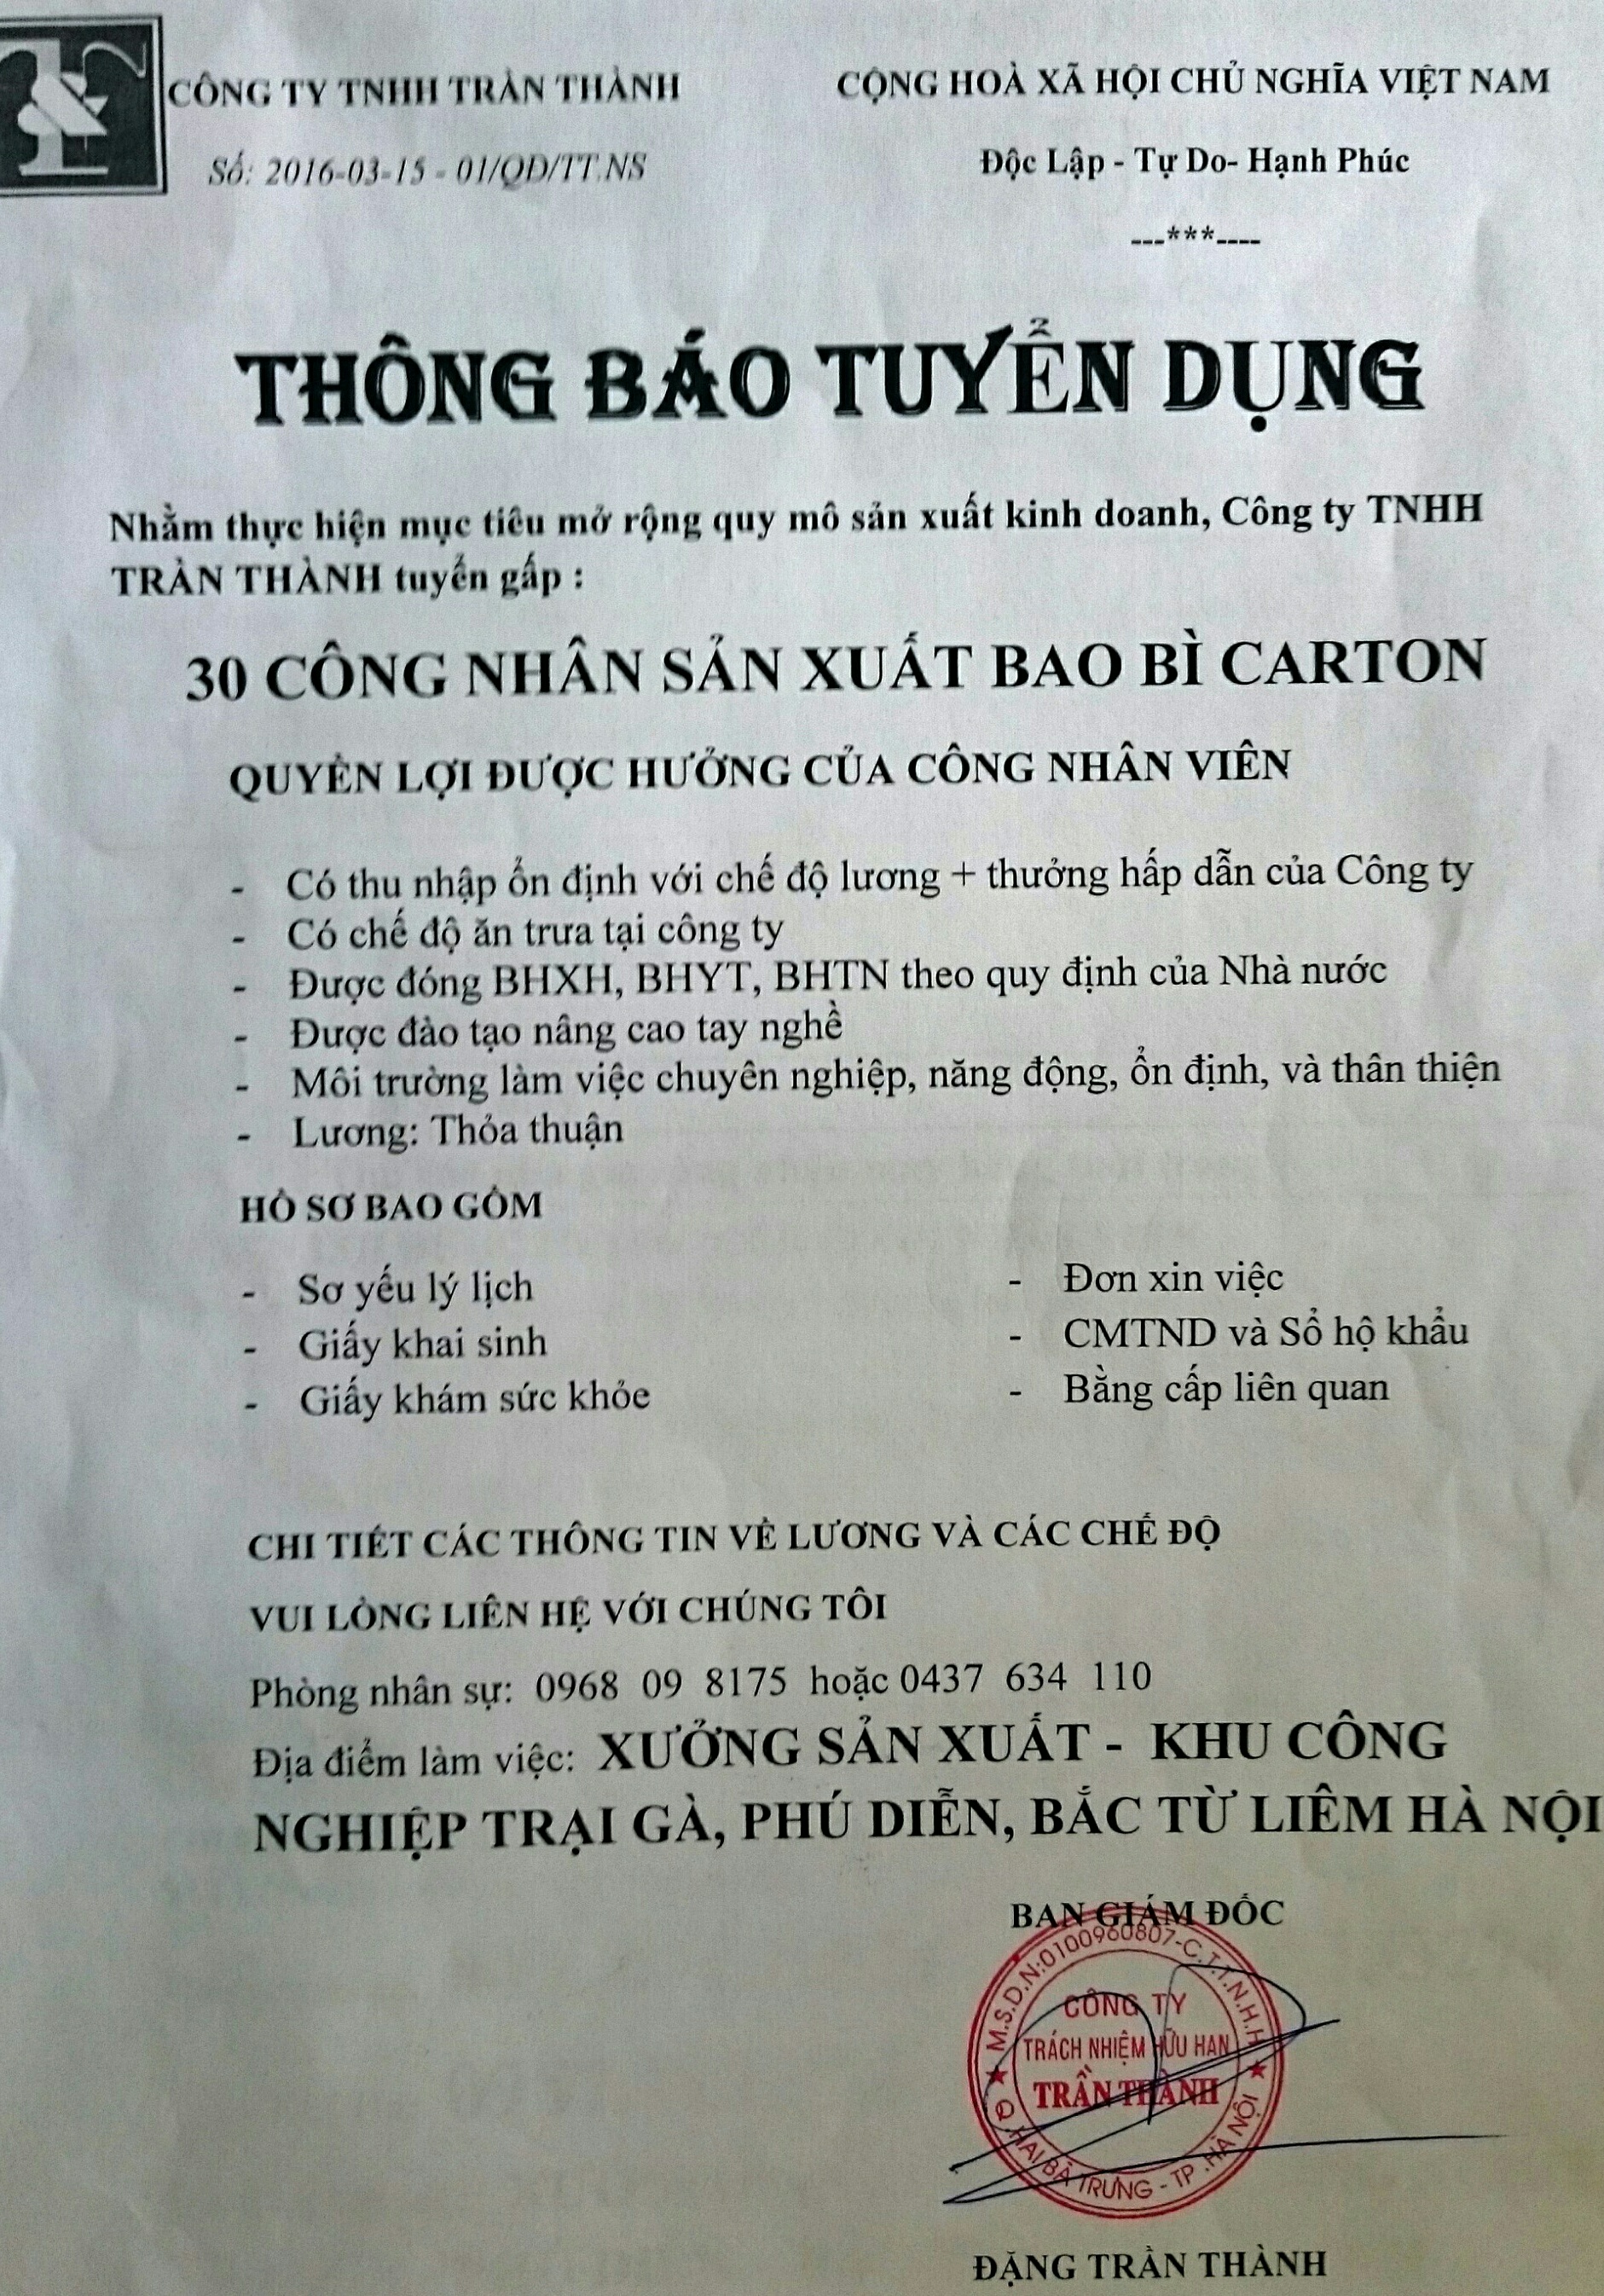 CÔNG TY TNHH TRẦN THÀNH
Số: 2016-03-15 - 01/QĐ/TT.NS
CỘNG HOÀ XÃ HỘI CHỦ NGHĨA VIỆT NAM
Độc Lập - Tự Do- Hạnh Phúc
---***----
THÔNG BÁO TUYỂN DỤNG
Nhằm thực hiện mục tiêu mở rộng quy mô sản xuất kinh doanh, Công ty TNHH
TRẦN THÀNH tuyển gấp :
30 CÔNG NHÂN SẢN XUẤT BAO BÌ CARTON
QUYỀN LỢI ĐƯỢC HƯỞNG CỦA CÔNG NHÂN VIÊN
- Có thu nhập ổn định với chế độ lương + thưởng hấp dẫn của Công ty
- Có chế độ ăn trưa tại công ty
- Được đóng BHXH, BHYT, BHTN theo quy định của Nhà nước
- Được đào tạo nâng cao tay nghề
- Môi trường làm việc chuyên nghiệp, năng động, ổn định, và thân thiện
- Lương: Thỏa thuận
HỒ SƠ BAO GỒM
- Sơ yếu lý lịch
- Giấy khai sinh
- Giấy khám sức khỏe
- Đơn xin việc
- CMTND và Sổ hộ khẩu
- Bằng cấp liên quan
CHI TIẾT CÁC THÔNG TIN VỀ LƯƠNG VÀ CÁC CHẾ ĐỘ
VUI LÒNG LIÊN HỆ VỚI CHÚNG TÔI
Phòng nhân sự: 0968 09 8175 hoặc 0437 634 110
Địa điểm làm việc: XƯỞNG SẢN XUẤT - KHU CÔNG
NGHIỆP TRẠI GÀ, PHÚ DIỄN, BẮC TỪ LIÊM HÀ NỘI
BAN GIÁM ĐỐC
M.S.D.N:0100960807-C.T.T.N.H.H
CÔNG TY
TRÁCH NHIỆM HỮU HẠN
TRẦN THÀNH
Q. HAI BÀ TRƯNG - TP. HÀ NỘI
ĐẶNG TRẦN THÀNH